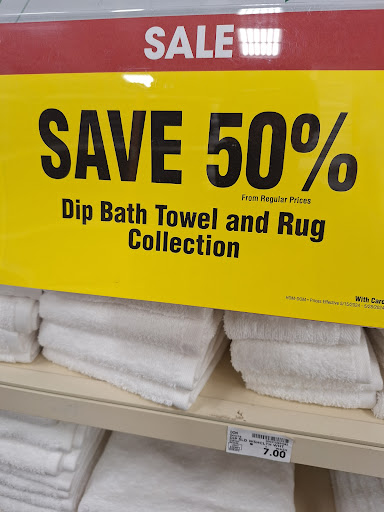 SALE
SAVE 50%
From Regular Prices
Dip Bath Towel and Rug
Collection
With Card
7.00